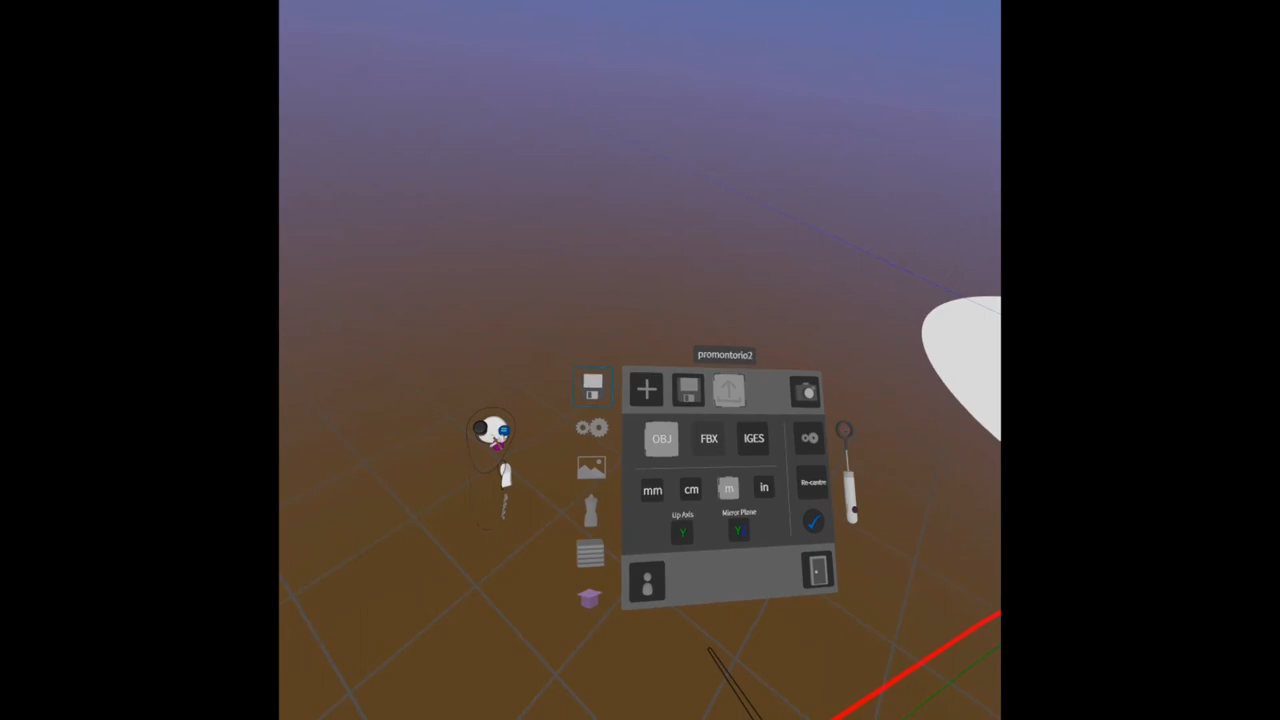 promontorio2
OBJ FBX IGES
mm cm m in
Re-centre
Up Axis Mirror Plane
Y Y